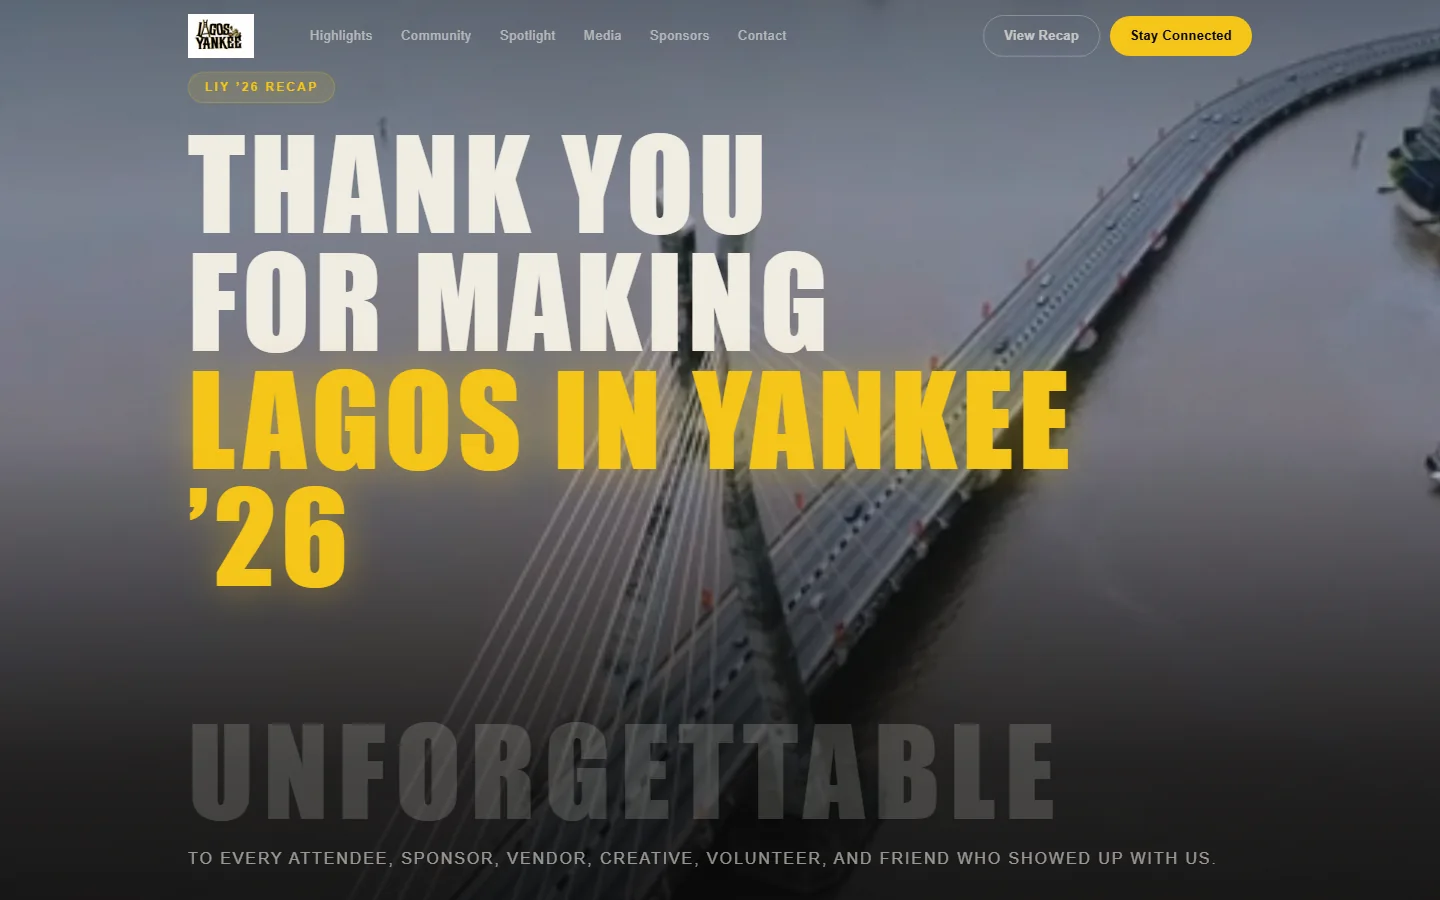 LAGOS
YANKEE
Highlights
Community
Spotlight
Media
Sponsors
Contact
View Recap
Stay Connected
LIY ’26 RECAP
THANK YOU
FOR MAKING
LAGOS IN YANKEE
’26
UNFORGETTABLE
TO EVERY ATTENDEE, SPONSOR, VENDOR, CREATIVE, VOLUNTEER, AND FRIEND WHO SHOWED UP WITH US.